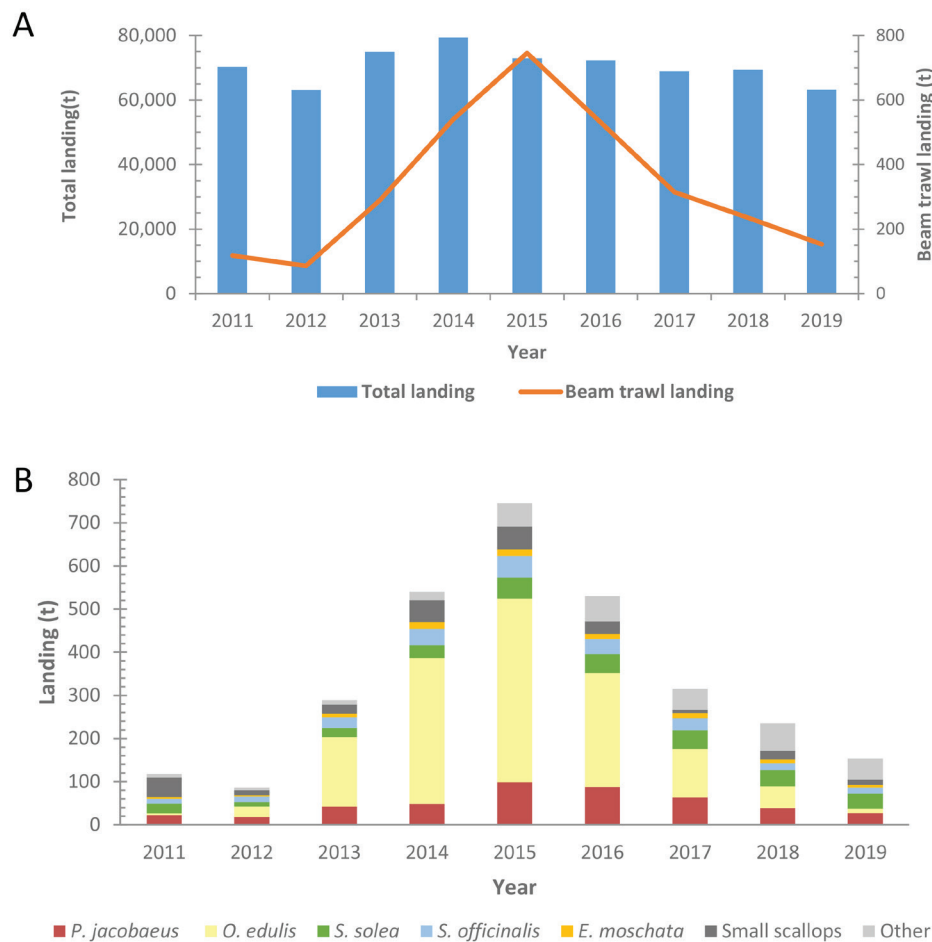 A
80,000
800
60,000
600
40,000
400
20,000
200
0
0
Total landing(t)
Beam trawl landing (t)
2011 2012 2013 2014 2015 2016 2017 2018 2019
Year
Total landing Beam trawl landing
B
800
700
600
500
400
300
200
100
0
Landing (t)
2011 2012 2013 2014 2015 2016 2017 2018 2019
Year
P. jacobaeus O. edulis S. solea S. officinalis E. moschata Small scallops Other